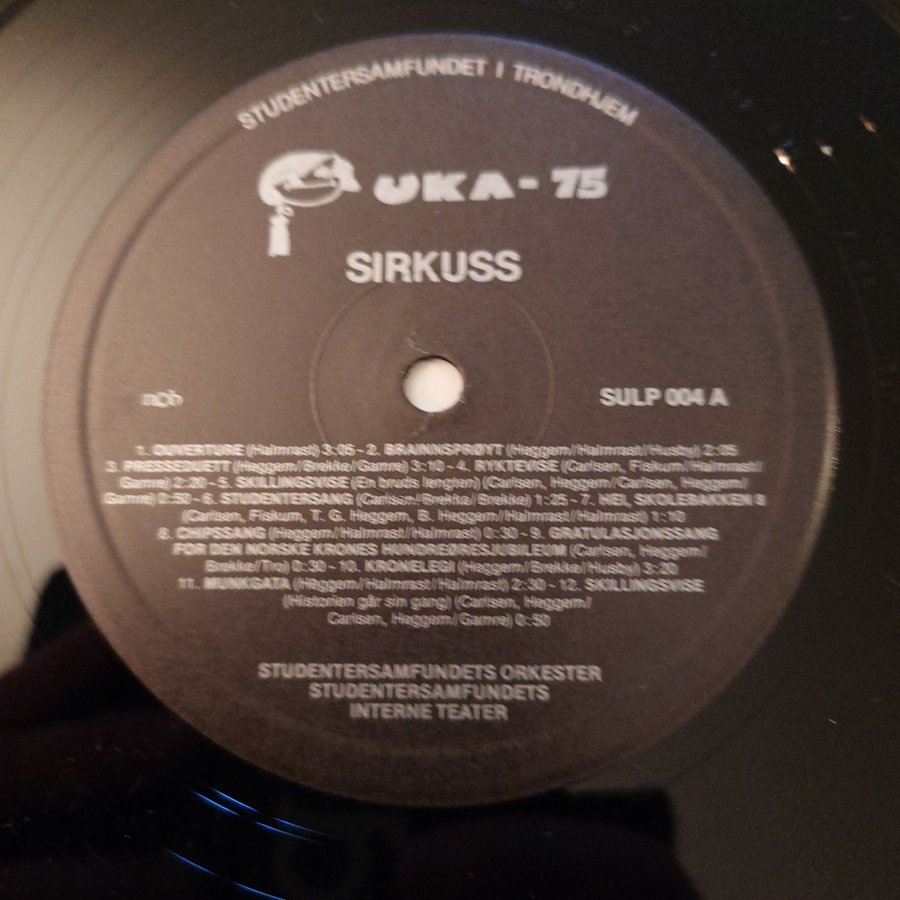 STUDENTERSAMFUNDET I TRONDHJEM
UKA-75
SIRKUSS
ncb
SULP 004 A
1. OUVERTURE (Halmrast) 3:05 - 2. BRAINNSPRØYT (Heggem/Halmrast/Husby) 2:05
3. PRESSEDUETT (Heggem/Brekke/Gamre) 3:10 - 4. RYKTEVISE (Carlsen, Fiskum/Halmrast/
Gamre) 2:20 - 5. SKILLINGSVISE (En bruds lengten) (Carlsen, Heggem/Carlsen, Heggem/
Gamre) 0:50 - 6. STUDENTERSANG (Carlsen/Brekke/Brekke) 1:25 - 7. HEI, SKOLEBAKKEN 9
(Carlsen, Fiskum, T. G. Heggem, B. Heggem/Halmrast/Halmrast) 1:10
8. CHIPSSANG (Heggem/Halmrast/Halmrast) 0:30 - 9. GRATULASJONSSANG
FOR DEN NORSKE KRONES HUNDREØRESJUBILEUM (Carlsen, Heggem/
Brekke/Tro) 0:30 - 10. KRONELEGI (Heggem/Brekke/Husby) 3:20
11. MUNKGATA (Heggem/Halmrast/Halmrast) 2:30 - 12. SKILLINGSVISE
(Historien går sin gang) (Carlsen, Heggem/
Carlsen, Heggem/Gamre) 0:50
STUDENTERSAMFUNDETS ORKESTER
STUDENTERSAMFUNDETS
INTERNE TEATER